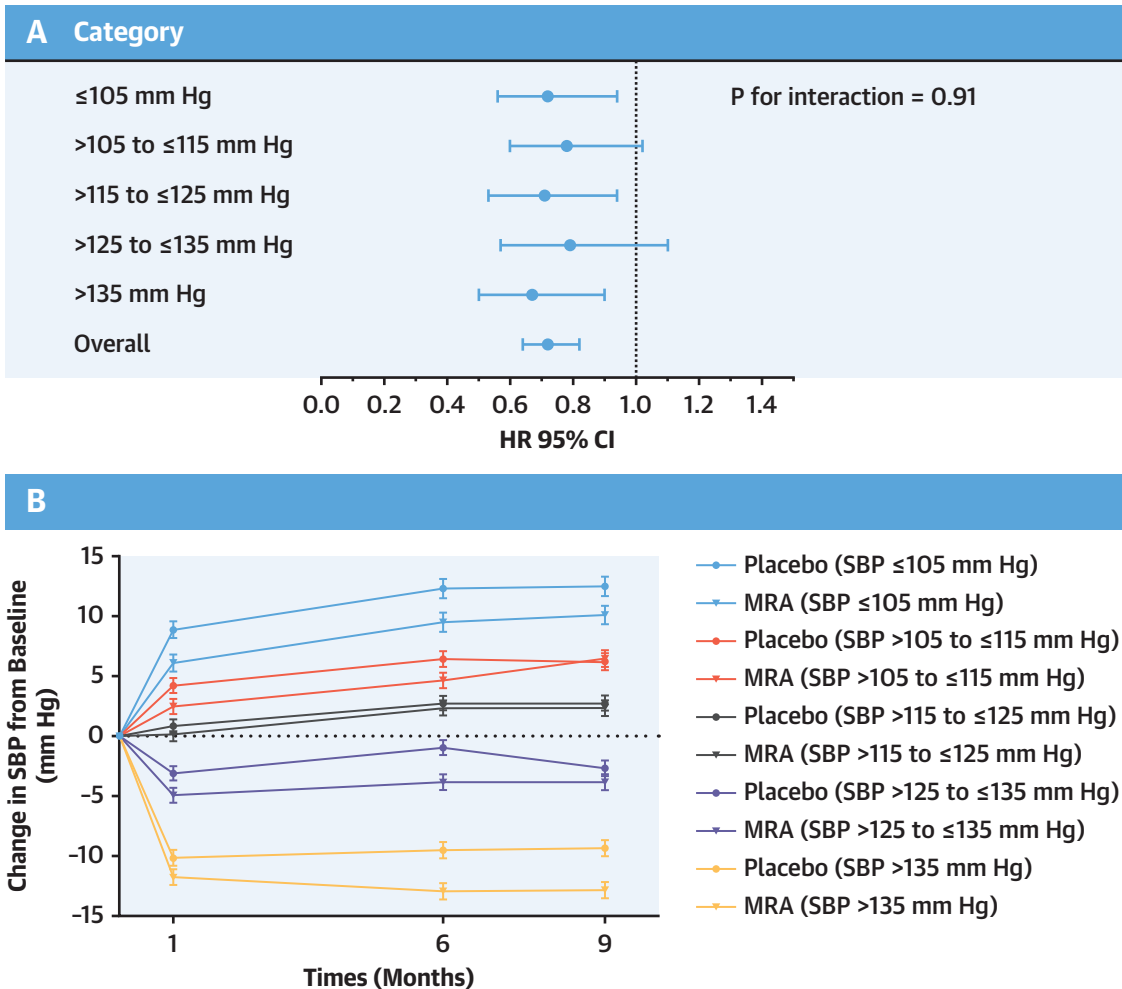 A Category
≤105 mm Hg
P for interaction = 0.91
>105 to ≤115 mm Hg
>115 to ≤125 mm Hg
>125 to ≤135 mm Hg
>135 mm Hg
Overall
0.0 0.2 0.4 0.6 0.8 1.0 1.2 1.4
HR 95% CI
B
Change in SBP from Baseline
(mm Hg)
15
10
5
0
–5
–10
–15
1 6 9
Times (Months)
Placebo (SBP ≤105 mm Hg)
MRA (SBP ≤105 mm Hg)
Placebo (SBP >105 to ≤115 mm Hg)
MRA (SBP >105 to ≤115 mm Hg)
Placebo (SBP >115 to ≤125 mm Hg)
MRA (SBP >115 to ≤125 mm Hg)
Placebo (SBP >125 to ≤135 mm Hg)
MRA (SBP >125 to ≤135 mm Hg)
Placebo (SBP >135 mm Hg)
MRA (SBP >135 mm Hg)